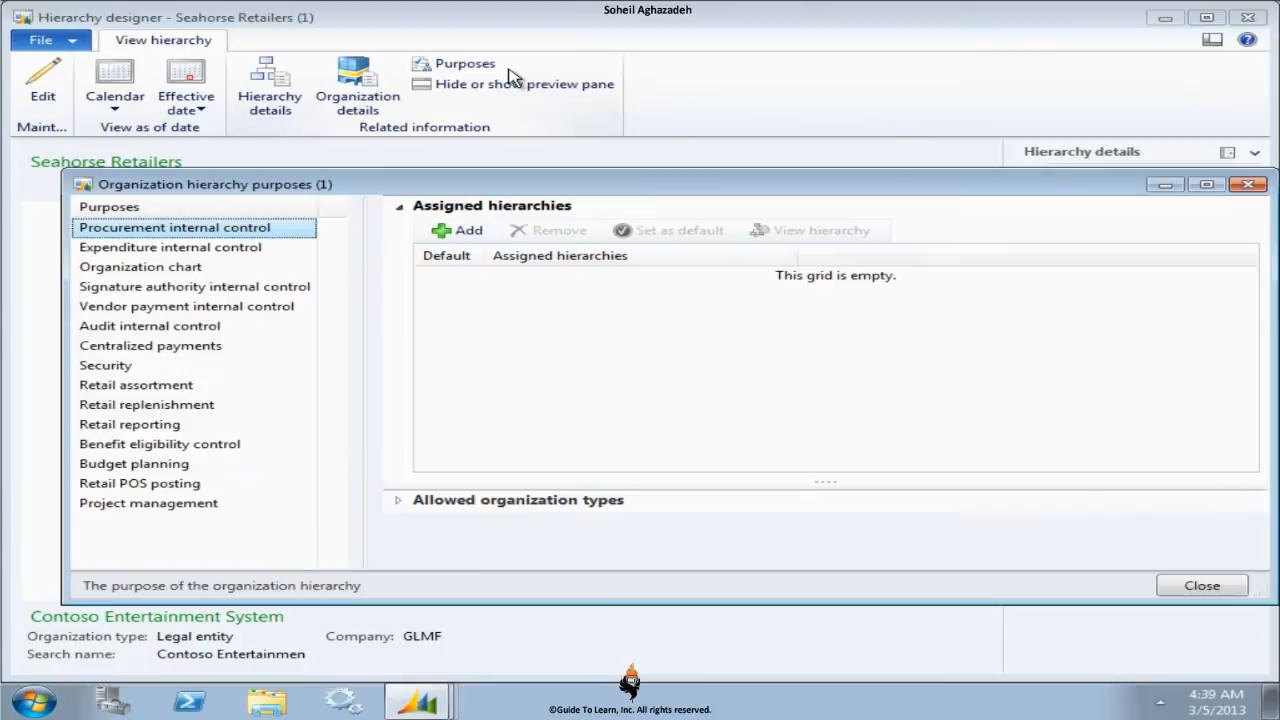 Soheil Aghazadeh
Hierarchy designer - Seahorse Retailers (1)
File
View hierarchy
Edit
Calendar
Effective
date
Hierarchy
details
Organization
details
Purposes
Hide or show preview pane
Maint...
View as of date
Related information
Seahorse Retailers
Hierarchy details
Organization hierarchy purposes (1)
Purposes
Procurement internal control
Expenditure internal control
Organization chart
Signature authority internal control
Vendor payment internal control
Audit internal control
Centralized payments
Security
Retail assortment
Retail replenishment
Retail reporting
Benefit eligibility control
Budget planning
Retail POS posting
Project management
Assigned hierarchies
Add Remove Set as default View hierarchy
Default Assigned hierarchies
This grid is empty.
Allowed organization types
The purpose of the organization hierarchy
Close
Contoso Entertainment System
Organization type: Legal entity Company: GLMF
Search name: Contoso Entertainmen
4:39 AM
3/5/2013
©Guide To Learn, Inc. All rights reserved.